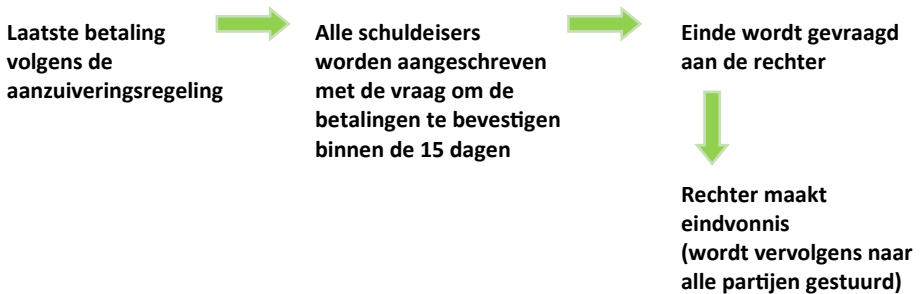 Laatste betaling
volgens de
aanzuiveringsregeling
Alle schuldeisers
worden aangeschreven
met de vraag om de
betalingen te bevestigen
binnen de 15 dagen
Einde wordt gevraagd
aan de rechter
Rechter maakt
eindvonnis
(wordt vervolgens naar
alle partijen gestuurd)